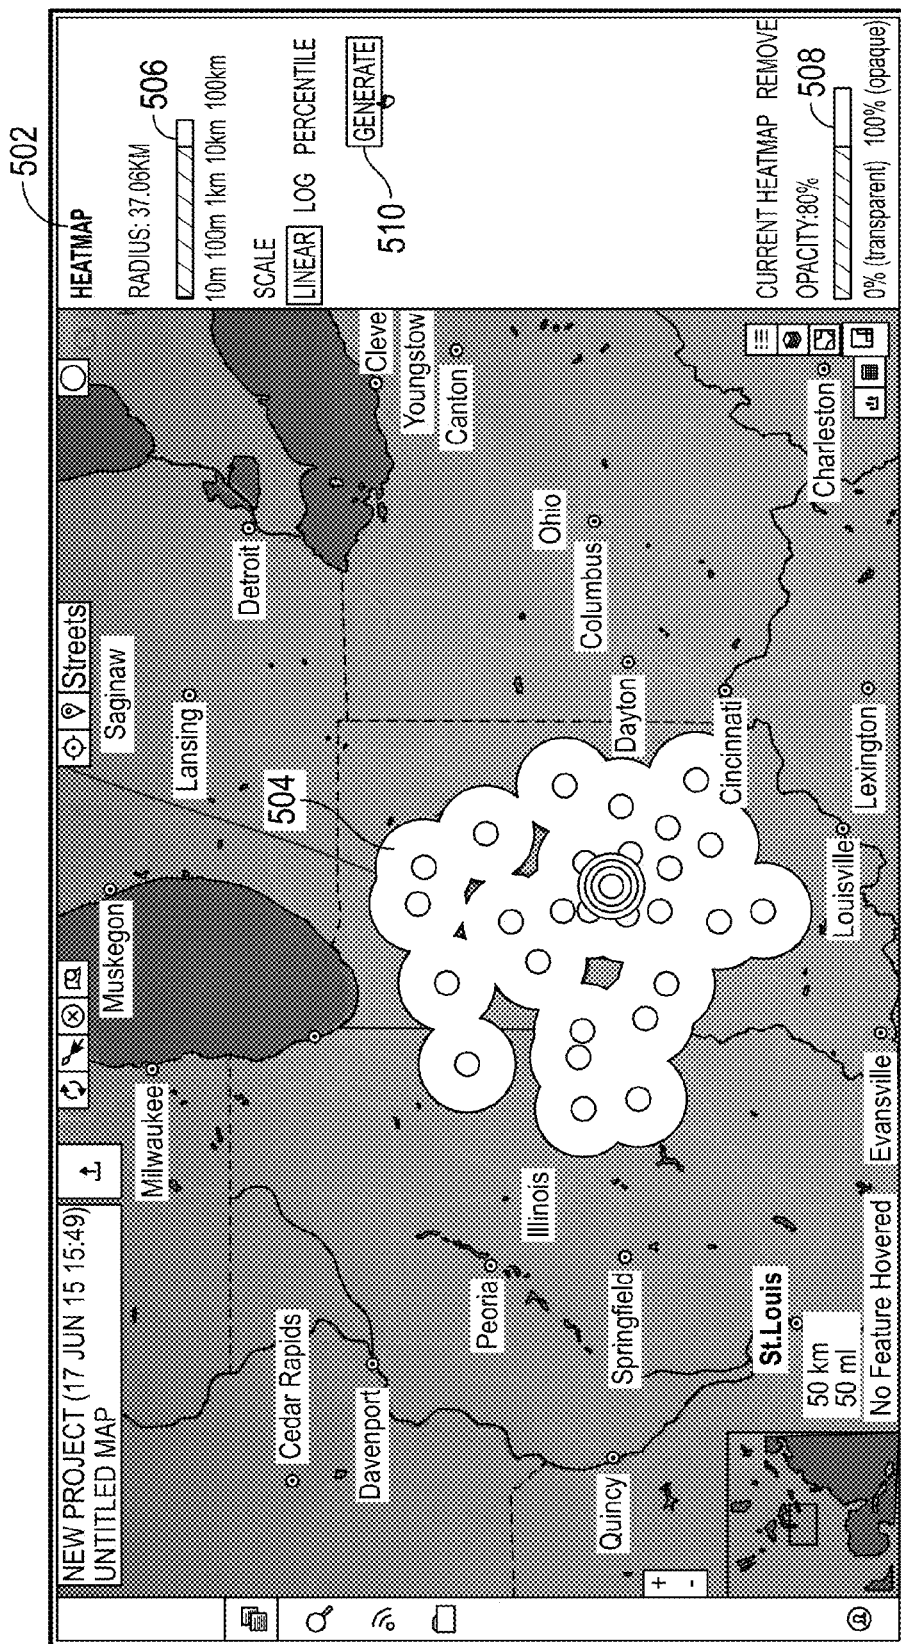 502
NEW PROJECT (17 JUN 15 15:49)
UNTITLED MAP
Streets
HEATMAP
RADIUS: 37.06KM
506
10m 100m 1km 10km 100km
SCALE
LINEAR LOG PERCENTILE
GENERATE
510
CURRENT HEATMAP REMOVE
OPACITY:80%
508
0% (transparent) 100% (opaque)
Milwaukee
Muskegon
Saginaw
Lansing
Detroit
504
Cedar Rapids
Davenport
Cleve
Youngstow
Canton
Peoria
Illinois
Ohio
Columbus
Quincy
Springfield
Dayton
St.Louis
Cincinnati
Charleston
50 km
50 ml
Louisville
Lexington
Evansville
No Feature Hovered
+
-